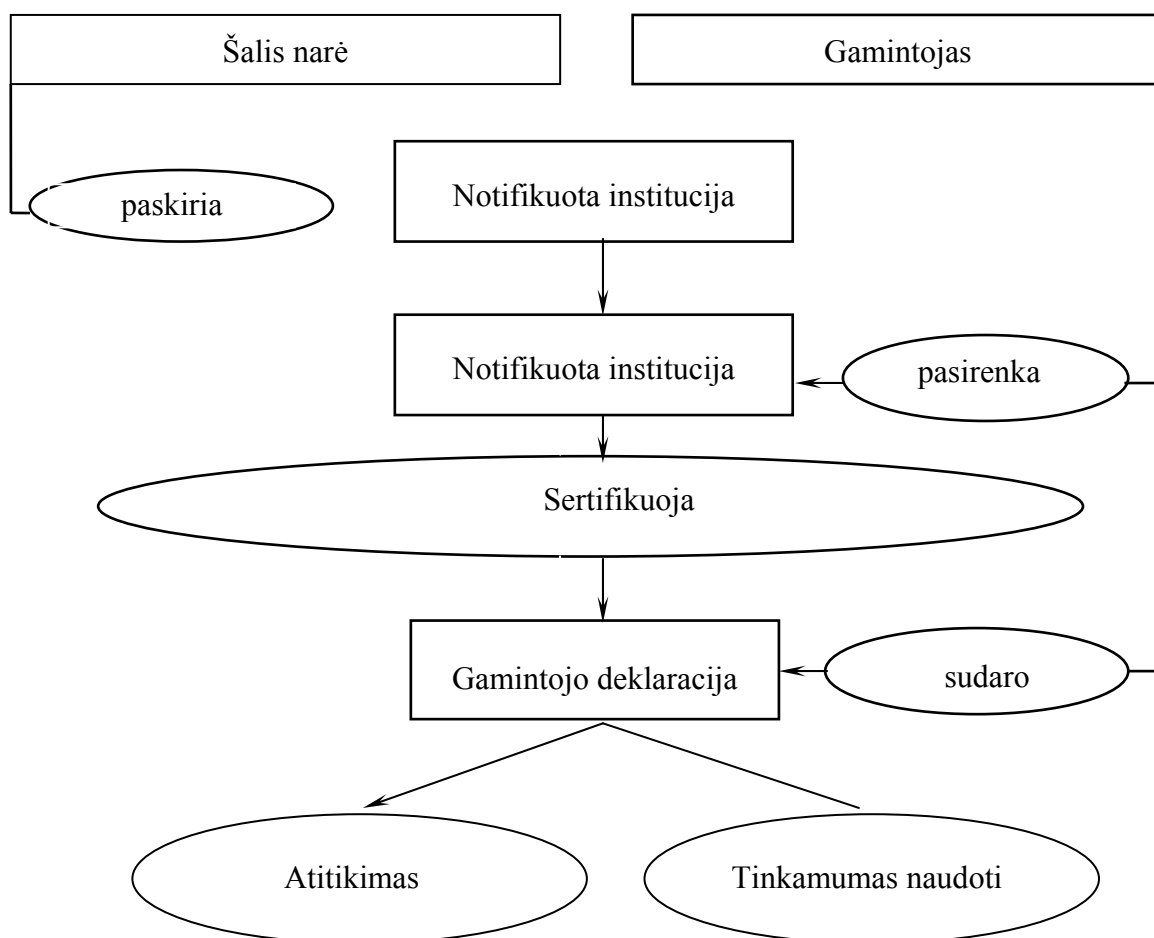 Šalis narė
Gamintojas
Notifikuota institucija
paskiria
Notifikuota institucija
pasirenka
Sertifikuoja
Gamintojo deklaracija
sudaro
Atitikimas
Tinkamumas naudoti